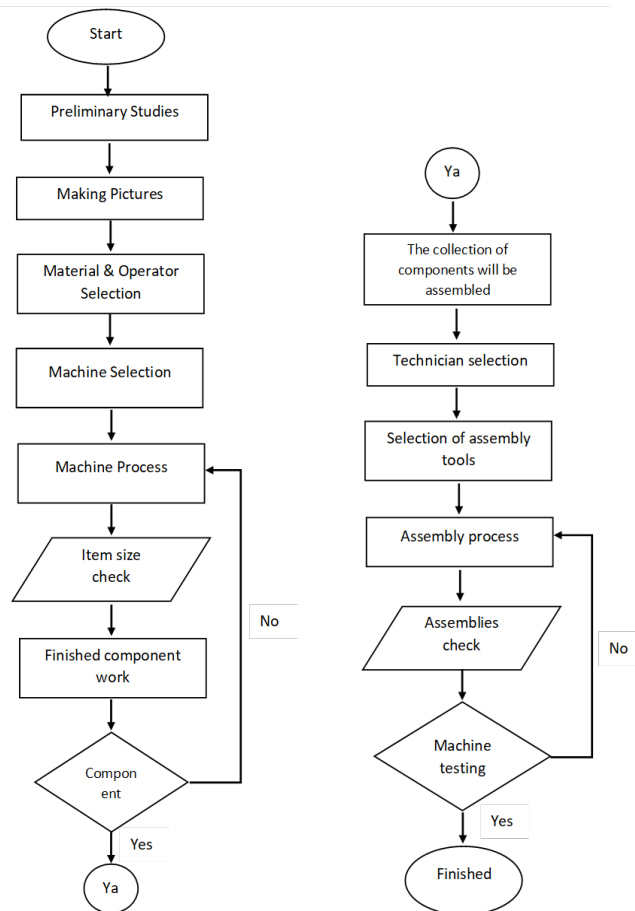 Start
Preliminary Studies
Making Pictures
Material & Operator
Selection
Machine Selection
Machine Process
Item size
check
No
Finished component
work
Compon
ent
Yes
Ya
Ya
The collection of
components will be
assembled
Technician selection
Selection of assembly
tools
Assembly process
Assemblies
check
No
Machine
testing
Yes
Finished